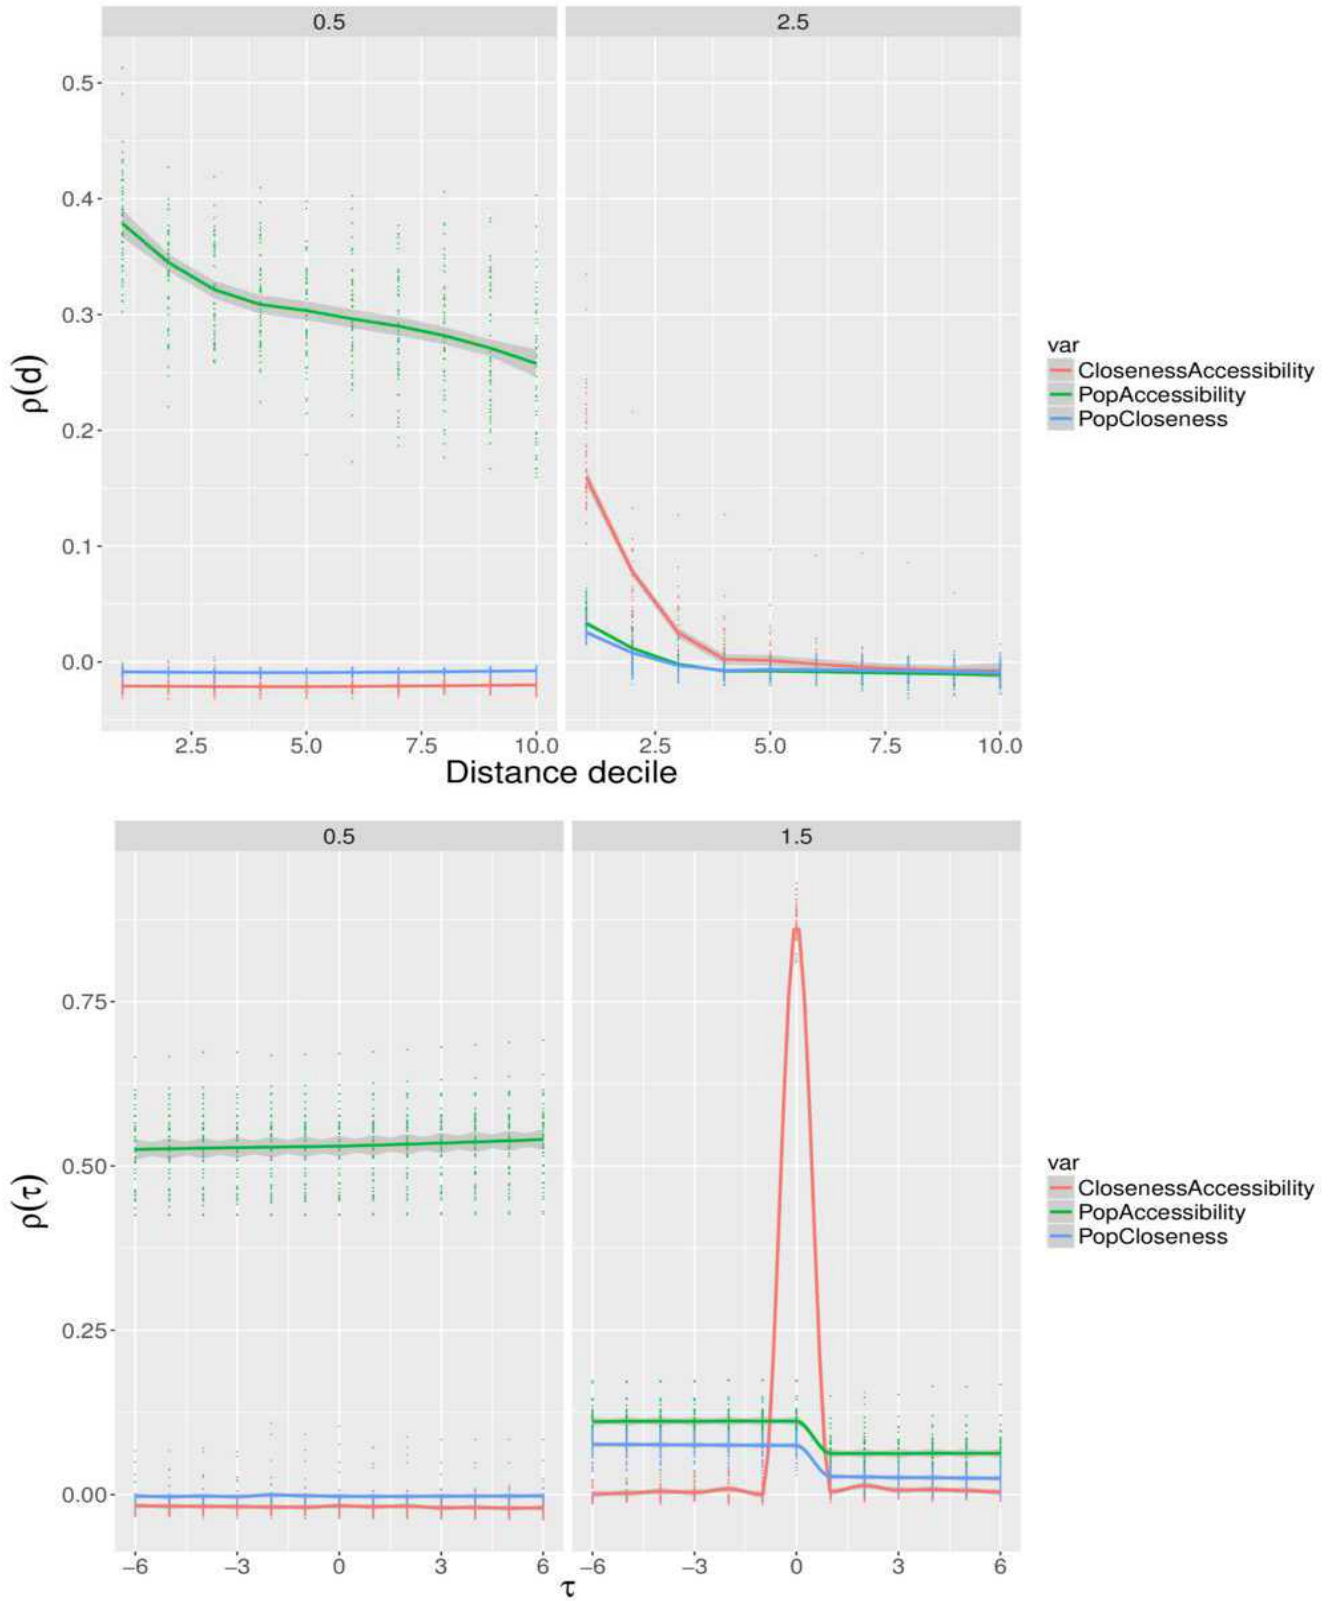 0.5 2.5
0.5
0.4
0.3
0.2
0.1
0.0
ρ(d)
2.5 5.0 7.5 10.0 2.5 5.0 7.5 10.0
Distance decile
var
ClosenessAccessibility
PopAccessibility
PopCloseness
0.5 1.5
0.75
0.50
0.25
0.00
ρ(τ)
−6 −3 0 3 6 −6 −3 0 3 6
τ
var
ClosenessAccessibility
PopAccessibility
PopCloseness